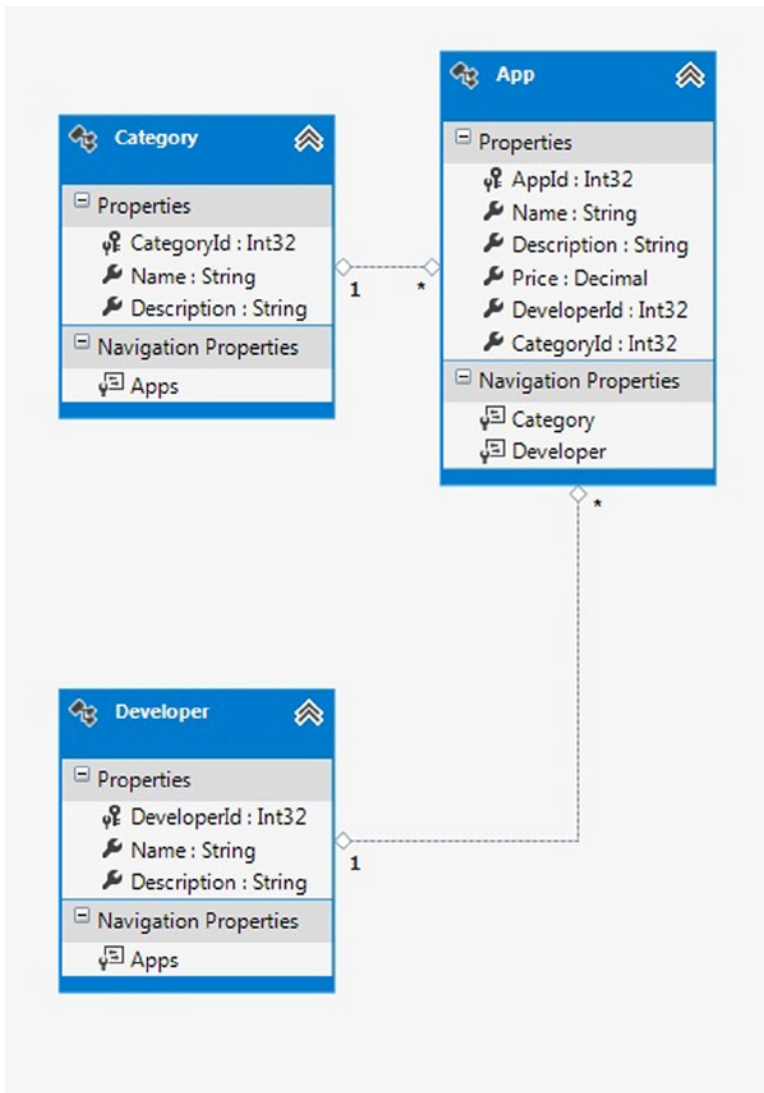 Category
Properties
CategoryId : Int32
Name : String
Description : String
Navigation Properties
Apps
1
*
App
Properties
AppId : Int32
Name : String
Description : String
Price : Decimal
DeveloperId : Int32
CategoryId : Int32
Navigation Properties
Category
Developer
*
Developer
Properties
DeveloperId : Int32
Name : String
Description : String
Navigation Properties
Apps
1